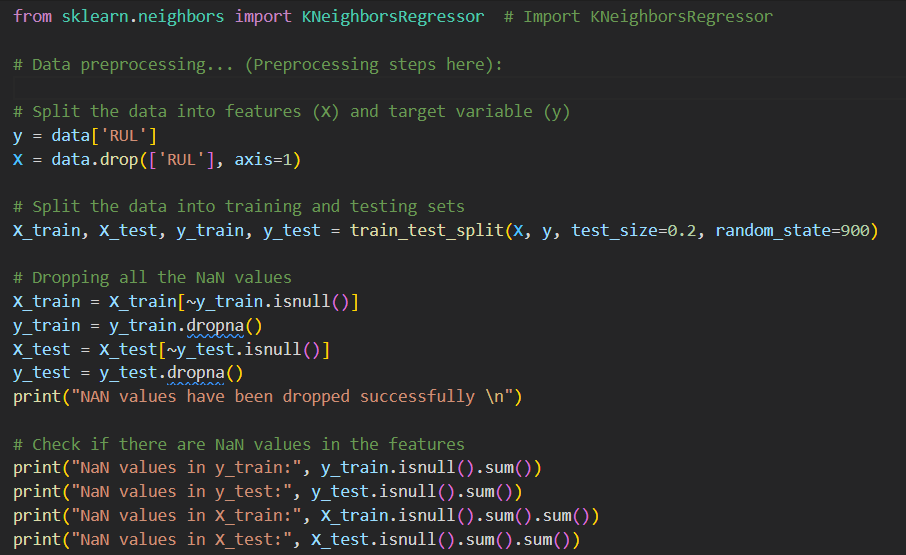 from sklearn.neighbors import KNeighborsRegressor  # Import KNeighborsRegressor
# Data preprocessing... (Preprocessing steps here):
# Split the data into features (X) and target variable (y)
y = data['RUL']
X = data.drop(['RUL'], axis=1)
# Split the data into training and testing sets
X_train, X_test, y_train, y_test = train_test_split(X, y, test_size=0.2, random_state=900)
# Dropping all the NaN values
X_train = X_train[~y_train.isnull()]
y_train = y_train.dropna()
X_test = X_test[~y_test.isnull()]
y_test = y_test.dropna()
print("NAN values have been dropped successfully \n")
# Check if there are NaN values in the features
print("NaN values in y_train:", y_train.isnull().sum())
print("NaN values in y_test:", y_test.isnull().sum())
print("NaN values in X_train:", X_train.isnull().sum().sum())
print("NaN values in X_test:", X_test.isnull().sum().sum())